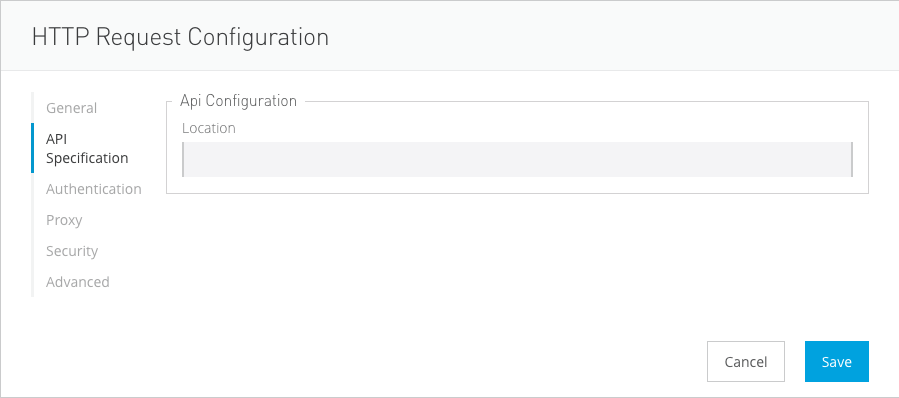 HTTP Request Configuration
General
API
Specification
Authentication
Proxy
Security
Advanced
Api Configuration
Location
Cancel
Save